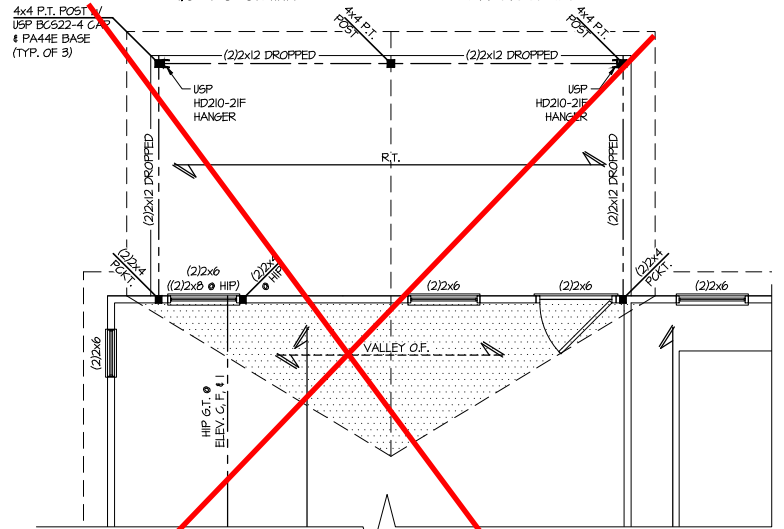 4x4 P.T. POST W/
USP BCS22-4 CAP
& PA44E BASE
(TYP. OF 3)
4x4 P.T.
POST
4x4 P.T.
POST
(2)2x12 DROPPED
(2)2x12 DROPPED
USP
HD210-2IF
HANGER
USP
HD210-2IF
HANGER
(2)2x12 DROPPED
(2)2x12 DROPPED
R.T.
(2)2x4
PCKT.
(2)2x6
((2)2x8 @ HIP)
(2)2x4
@ HIP
(2)2x6
(2)2x6
(2)2x4
PCKT.
(2)2x6
(2)2x6
VALLEY O.F.
HIP G.T. @
ELEV. C, F, & I